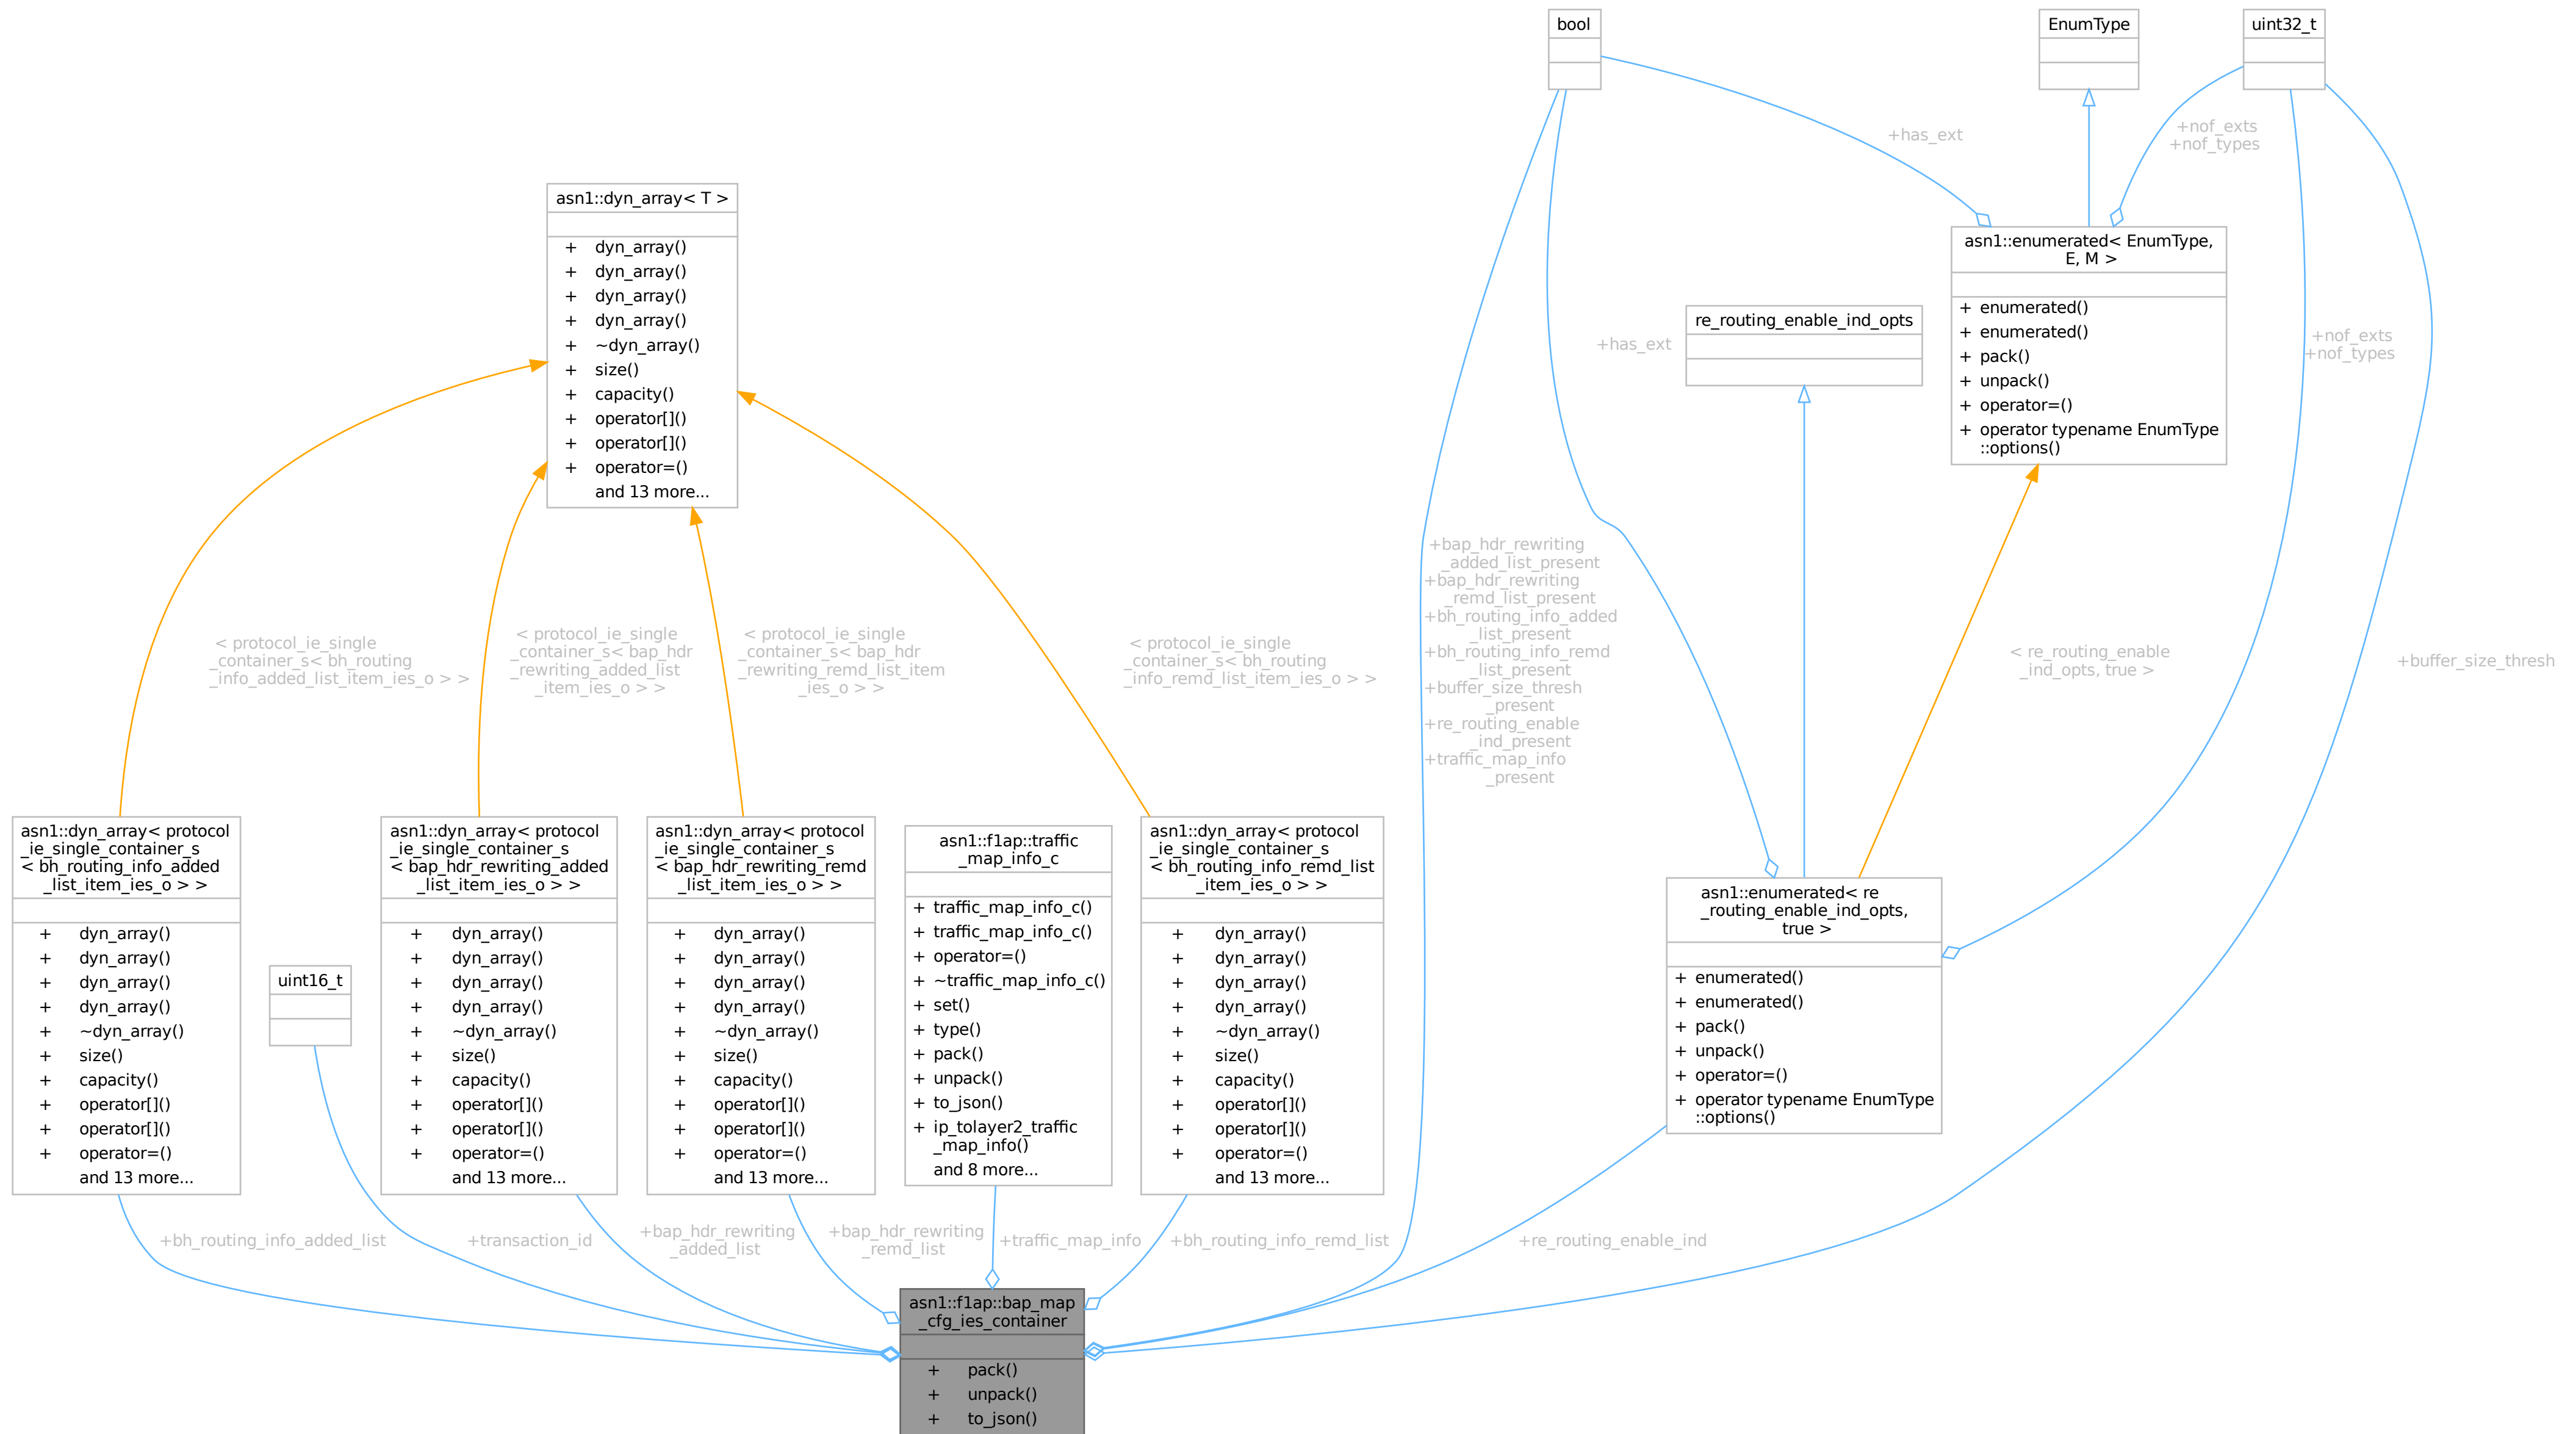 bool
EnumType
uint32_t
+has_ext
+nof_exts
+nof_types
asn1::dyn_array< T >
+ dyn_array()
+ dyn_array()
+ dyn_array()
+ dyn_array()
+ ~dyn_array()
+ size()
+ capacity()
+ operator[]()
+ operator[]()
+ operator=()
and 13 more...
asn1::enumerated< EnumType,
E, M >
+ enumerated()
+ enumerated()
+ pack()
+ unpack()
+ operator=()
+ operator typename EnumType
::options()
re_routing_enable_ind_opts
+has_ext
+nof_exts
+nof_types
< protocol_ie_single
_container_s< bh_routing
_info_added_list_item_ies_o > >
< protocol_ie_single
_container_s< bap_hdr
_rewriting_added_list
_item_ies_o > >
< protocol_ie_single
_container_s< bap_hdr
_rewriting_remd_list_item
_ies_o > >
< protocol_ie_single
_container_s< bh_routing
_info_remd_list_item_ies_o > >
+bap_hdr_rewriting
_added_list_present
+bap_hdr_rewriting
_remd_list_present
+bh_routing_info_added
_list_present
+bh_routing_info_remd
_list_present
+buffer_size_thresh
_present
+re_routing_enable
_ind_present
+traffic_map_info
_present
< re_routing_enable
_ind_opts, true >
+buffer_size_thresh
asn1::dyn_array< protocol
_ie_single_container_s
< bh_routing_info_added
_list_item_ies_o > >
+ dyn_array()
+ dyn_array()
+ dyn_array()
+ dyn_array()
+ ~dyn_array()
+ size()
+ capacity()
+ operator[]()
+ operator[]()
+ operator=()
and 13 more...
uint16_t
asn1::dyn_array< protocol
_ie_single_container_s
< bap_hdr_rewriting_added
_list_item_ies_o > >
+ dyn_array()
+ dyn_array()
+ dyn_array()
+ dyn_array()
+ ~dyn_array()
+ size()
+ capacity()
+ operator[]()
+ operator[]()
+ operator=()
and 13 more...
asn1::dyn_array< protocol
_ie_single_container_s
< bap_hdr_rewriting_remd
_list_item_ies_o > >
+ dyn_array()
+ dyn_array()
+ dyn_array()
+ dyn_array()
+ ~dyn_array()
+ size()
+ capacity()
+ operator[]()
+ operator[]()
+ operator=()
and 13 more...
asn1::f1ap::traffic
_map_info_c
+ traffic_map_info_c()
+ traffic_map_info_c()
+ operator=()
+ ~traffic_map_info_c()
+ set()
+ type()
+ pack()
+ unpack()
+ to_json()
+ ip_tolayer2_traffic
_map_info()
and 8 more...
asn1::dyn_array< protocol
_ie_single_container_s
< bh_routing_info_remd_list
_item_ies_o > >
+ dyn_array()
+ dyn_array()
+ dyn_array()
+ dyn_array()
+ ~dyn_array()
+ size()
+ capacity()
+ operator[]()
+ operator[]()
+ operator=()
and 13 more...
asn1::enumerated< re
_routing_enable_ind_opts,
true >
+ enumerated()
+ enumerated()
+ pack()
+ unpack()
+ operator=()
+ operator typename EnumType
::options()
+bh_routing_info_added_list
+transaction_id
+bap_hdr_rewriting
_added_list
+bap_hdr_rewriting
_remd_list
+traffic_map_info
+bh_routing_info_remd_list
+re_routing_enable_ind
asn1::f1ap::bap_map
_cfg_ies_container
+ pack()
+ unpack()
+ to_json()